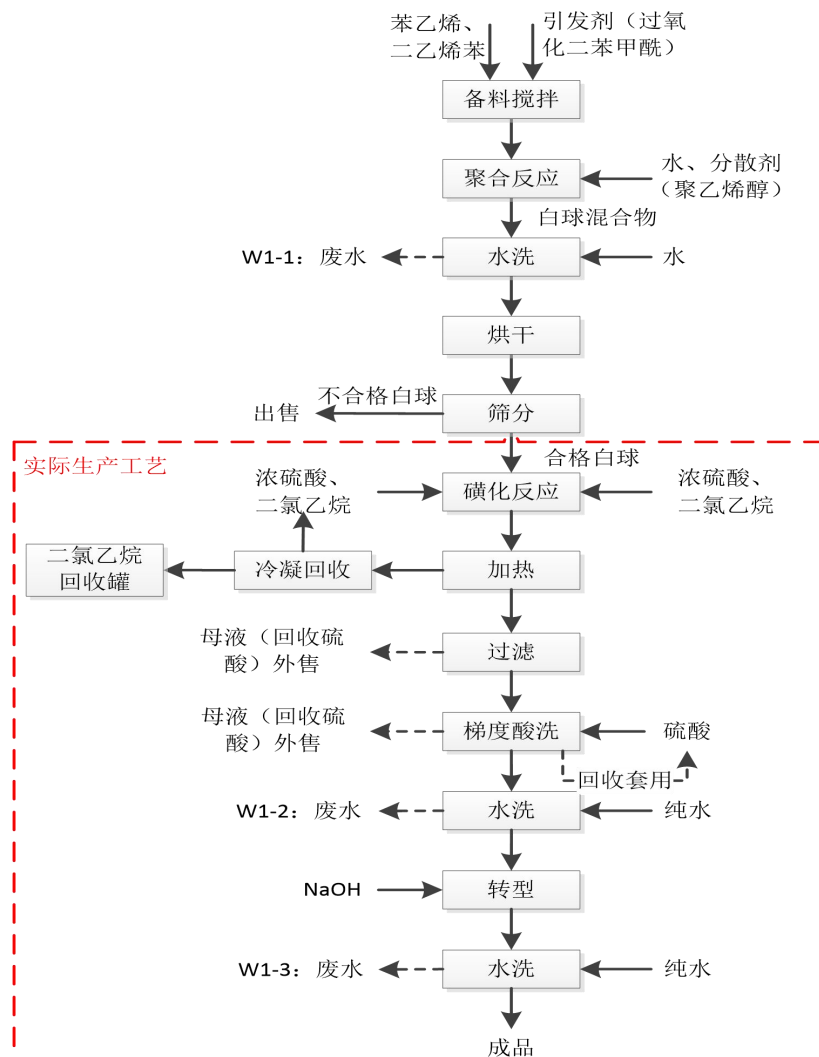 苯乙烯、
二乙烯苯
引发剂（过氧
化二苯甲酰）
备料搅拌
聚合反应
水、分散剂
（聚乙烯醇）
白球混合物
W1-1：废水
水洗
水
烘干
不合格白球
出售
筛分
实际生产工艺
合格白球
浓硫酸、
二氯乙烷
磺化反应
浓硫酸、
二氯乙烷
二氯乙烷
回收罐
冷凝回收
加热
母液（回收硫
酸）外售
过滤
母液（回收硫
酸）外售
梯度酸洗
硫酸
回收套用
W1-2：废水
水洗
纯水
NaOH
转型
W1-3：废水
水洗
纯水
成品